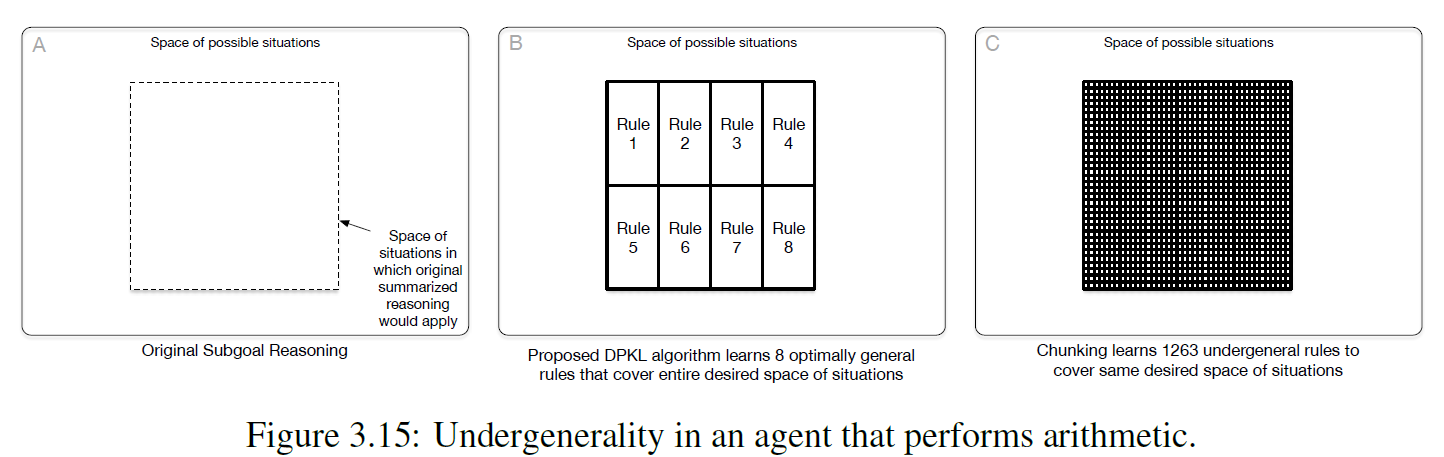 A
Space of possible situations
Space of
situations in
which original
summarized
reasoning
would apply
Original Subgoal Reasoning
B
Space of possible situations
Rule
1
Rule
2
Rule
3
Rule
4
Rule
5
Rule
6
Rule
7
Rule
8
Proposed DPKL algorithm learns 8 optimally general
rules that cover entire desired space of situations
C
Space of possible situations
Chunking learns 1263 undergeneral rules to
cover same desired space of situations
Figure 3.15: Undergenerality in an agent that performs arithmetic.